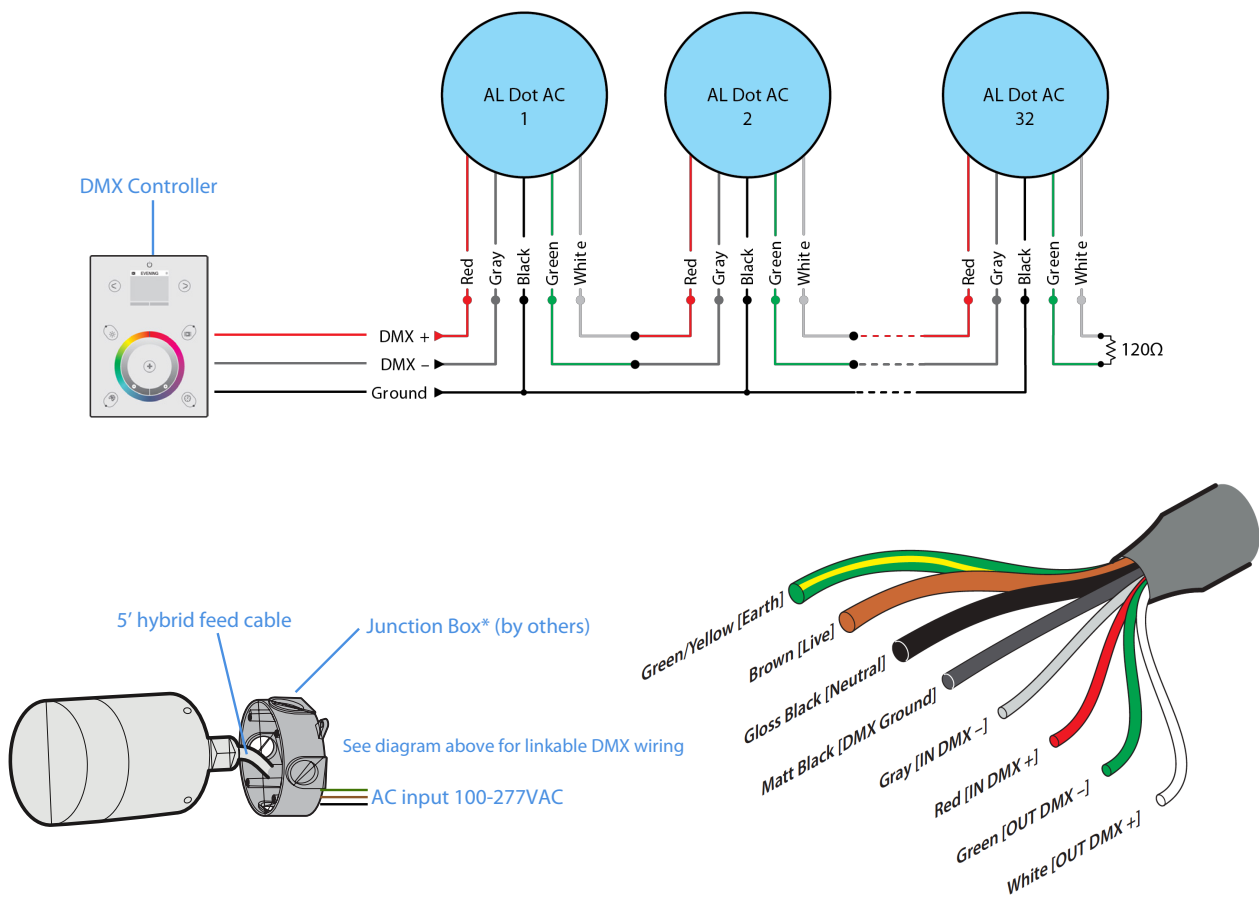 AL Dot AC
1
AL Dot AC
2
AL Dot AC
32
DMX Controller
EVENING
Red
Gray
Black
Green
White
Red
Gray
Black
Green
White
Red
Gray
Black
Green
White
DMX +
DMX –
Ground
120Ω
5’ hybrid feed cable
Junction Box* (by others)
See diagram above for linkable DMX wiring
AC input 100-277VAC
Green/Yellow [Earth]
Brown [Live]
Gloss Black [Neutral]
Matt Black [DMX Ground]
Gray [IN DMX –]
Red [IN DMX +]
Green [OUT DMX –]
White [OUT DMX +]